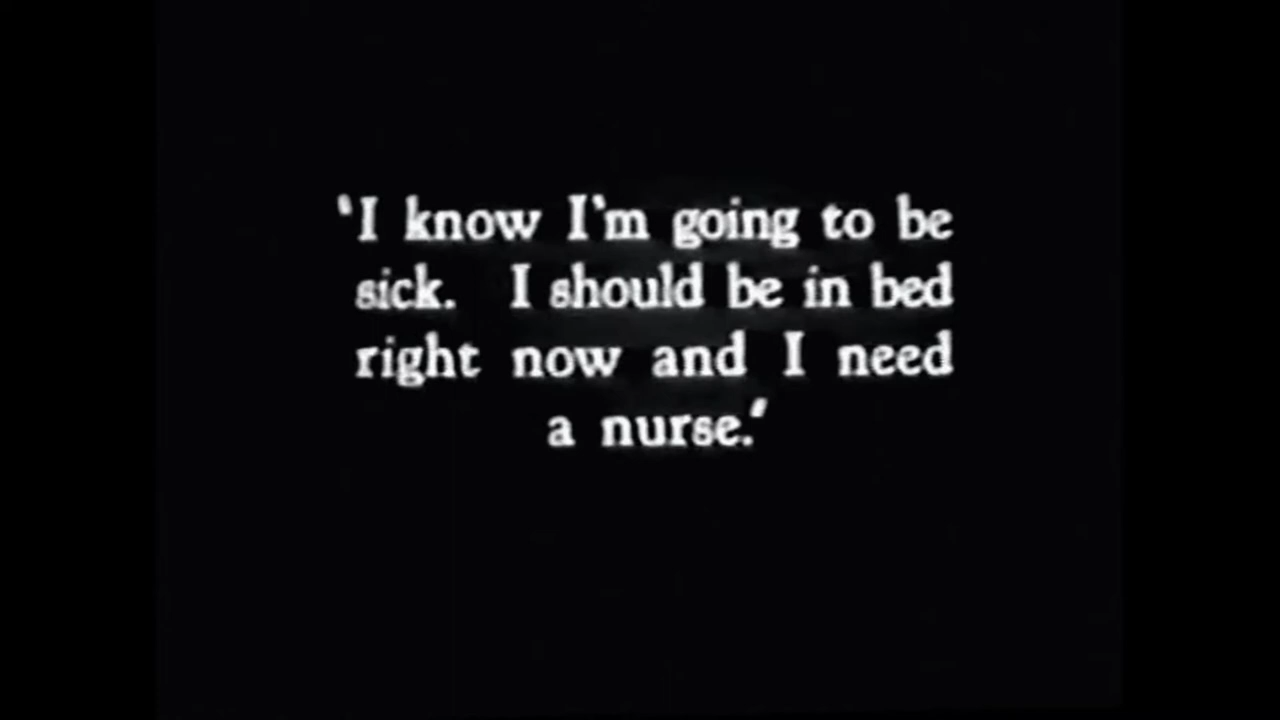 'I know I'm going to be
sick. I should be in bed
right now and I need
a nurse.'